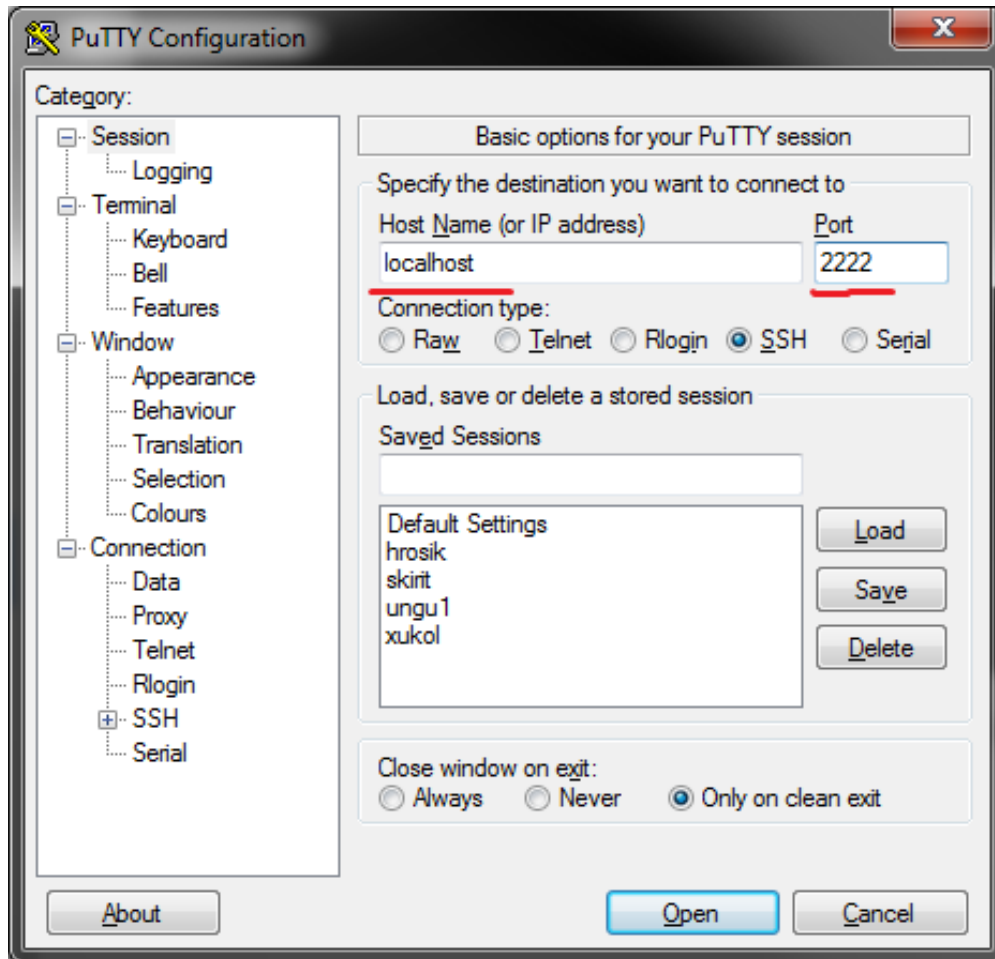 PuTTY Configuration
Category:
Session
Logging
Terminal
Keyboard
Bell
Features
Window
Appearance
Behaviour
Translation
Selection
Colours
Connection
Data
Proxy
Telnet
Rlogin
SSH
Serial
Basic options for your PuTTY session
Specify the destination you want to connect to
Host Name (or IP address) Port
localhost 2222
Connection type:
Raw Telnet Rlogin SSH Serial
Load, save or delete a stored session
Saved Sessions
Default Settings
hrosik
skirit
ungu1
xukol
Load
Save
Delete
Close window on exit:
Always Never Only on clean exit
About Open Cancel